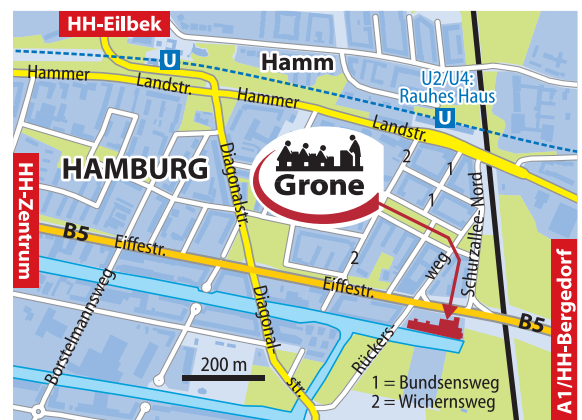 HH-Eilbek
U
Hamm
U2/U4:
Rauhes Haus
U
Hammer
Landstr.
Hammer
Landstr.
HAMBURG
Diagonalstr.
Grone
2
1
1
2
HH-Zentrum
B5
Eiffestr.
Eiffestr.
B5
Rückers
weg
Schurzallee-Nord
Borstelmannsweg
Diagonal-
str.
200 m
1 = Bundsensweg
2 = Wichernsweg
A1/HH-Bergedorf